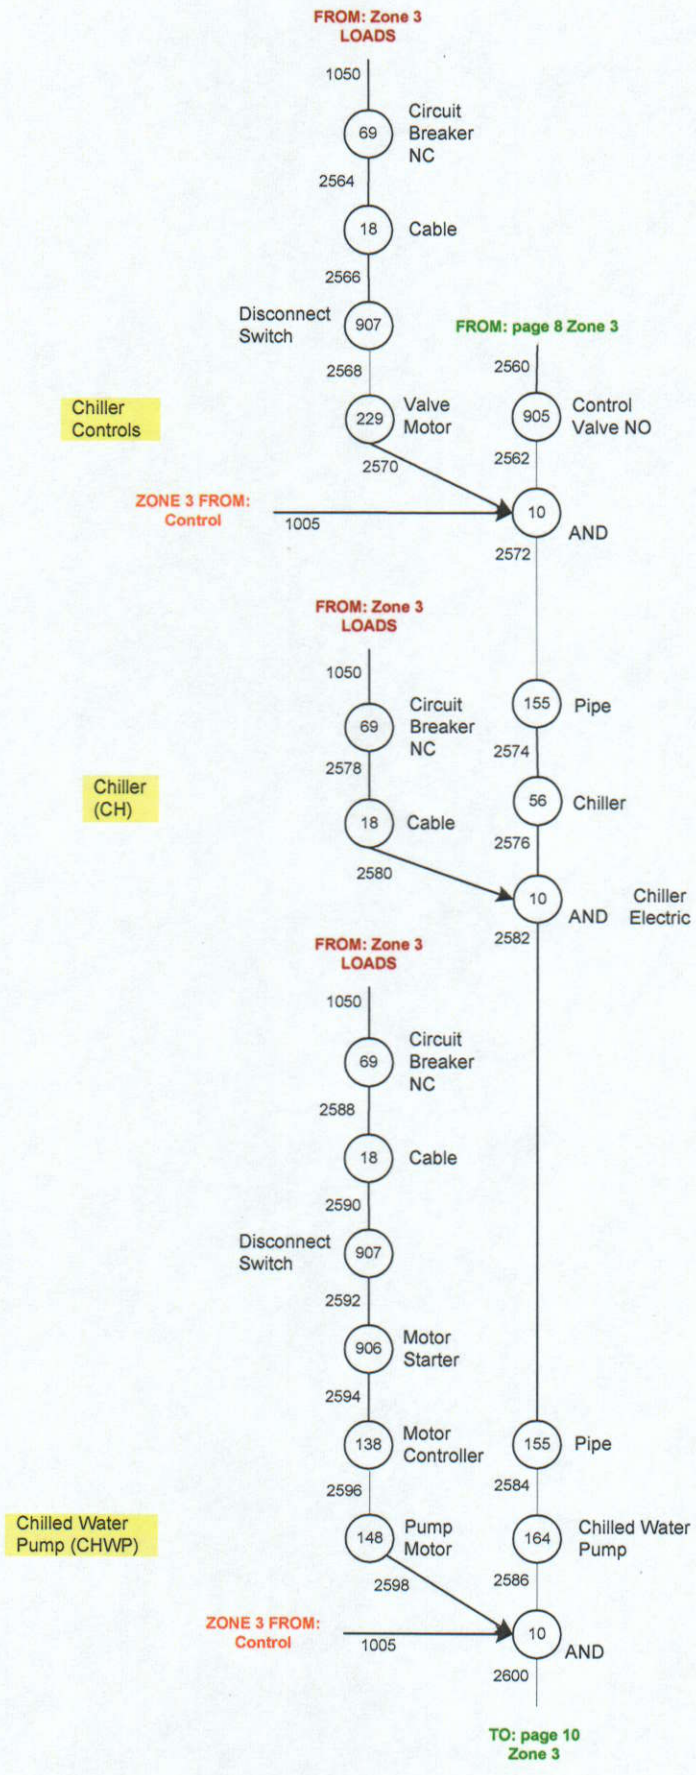 FROM: Zone 3
LOADS
1050
69
Circuit
Breaker
NC
2564
18
Cable
2566
Disconnect
Switch
907
2568
FROM: page 8 Zone 3
2560
Chiller
Controls
229
Valve
Motor
905
Control
Valve NO
2570
2562
ZONE 3 FROM:
Control
1005
10
AND
2572
FROM: Zone 3
LOADS
1050
69
Circuit
Breaker
NC
155
Pipe
2578
2574
Chiller
(CH)
18
Cable
56
Chiller
2580
2576
10
AND
Chiller
Electric
2582
FROM: Zone 3
LOADS
1050
69
Circuit
Breaker
NC
2588
18
Cable
2590
Disconnect
Switch
907
2592
906
Motor
Starter
2594
138
Motor
Controller
155
Pipe
2596
2584
Chilled Water
Pump (CHWP)
148
Pump
Motor
164
Chilled Water
Pump
2598
2586
ZONE 3 FROM:
Control
1005
10
AND
2600
TO: page 10
Zone 3